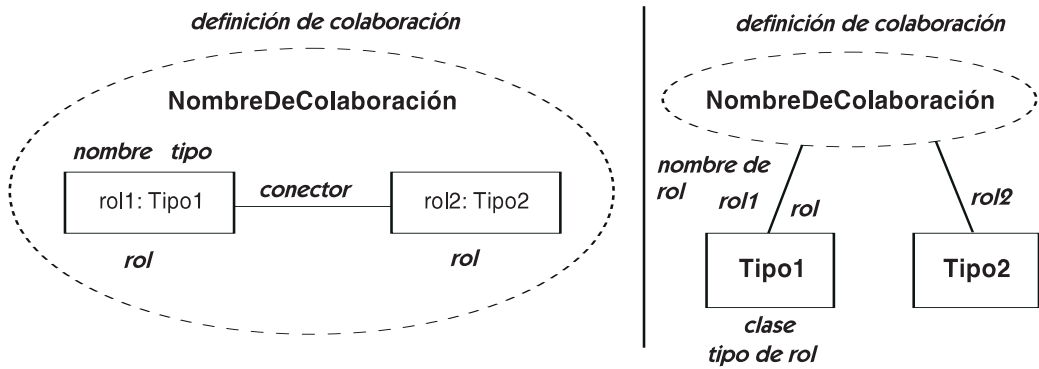 definición de colaboración
NombreDeColaboración
nombre tipo
rol1: Tipo1
conector
rol2: Tipo2
rol
rol
definición de colaboración
NombreDeColaboración
nombre de
rol
rol1
rol
rol2
Tipo1
Tipo2
clase
tipo de rol